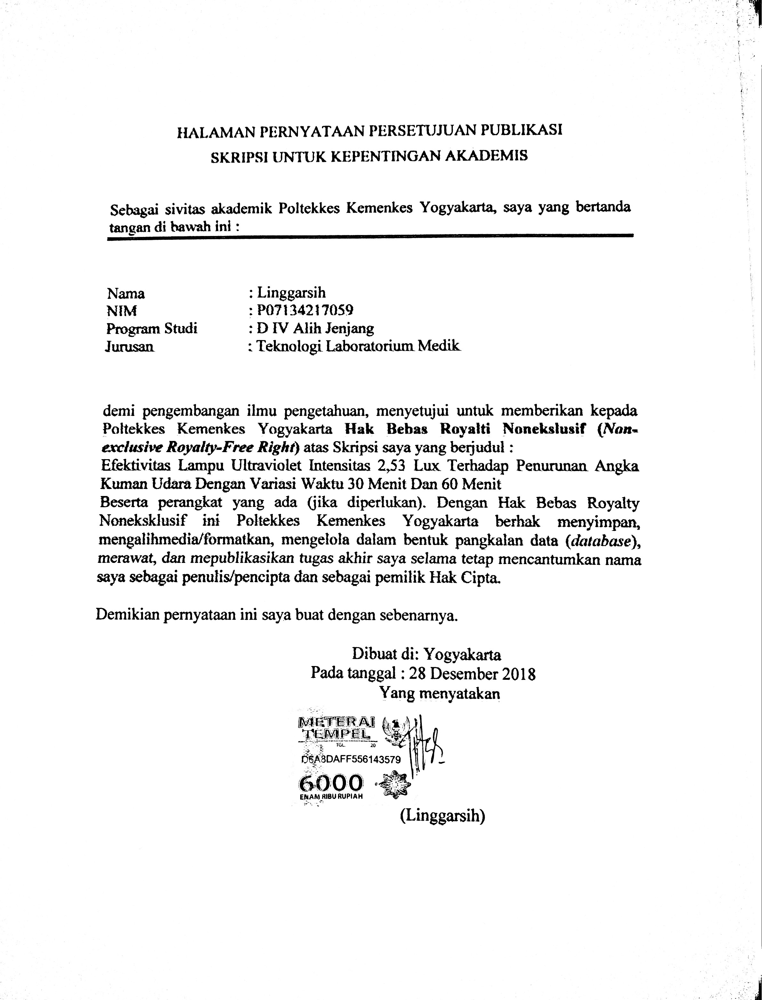 HALAMAN PERNYATAAN PERSETUJUAN PUBLIKASI
SKRIPSI UNTUK KEPENTINGAN AKADEMIS
Sebagai sivitas akademik Poltekkes Kemenkes Yogyakarta, saya yang bertanda
tangan di bawah ini :
Nama : Linggarsih
NIM : P07134217059
Program Studi : D IV Alih Jenjang
Jurusan : Teknologi Laboratorium Medik
demi pengembangan ilmu pengetahuan, menyetujui untuk memberikan kepada
Poltekkes Kemenkes Yogyakarta Hak Bebas Royalti Nonekslusif (Non-
exclusive Royalty-Free Right) atas Skripsi saya yang berjudul :
Efektivitas Lampu Ultraviolet Intensitas 2,53 Lux Terhadap Penurunan Angka
Kuman Udara Dengan Variasi Waktu 30 Menit Dan 60 Menit
Beserta perangkat yang ada (jika diperlukan). Dengan Hak Bebas Royalty
Noneksklusif ini Poltekkes Kemenkes Yogyakarta berhak menyimpan,
mengalihmedia/formatkan, mengelola dalam bentuk pangkalan data (database),
merawat, dan mepublikasikan tugas akhir saya selama tetap mencantumkan nama
saya sebagai penulis/pencipta dan sebagai pemilik Hak Cipta.
Demikian pernyataan ini saya buat dengan sebenarnya.
Dibuat di: Yogyakarta
Pada tanggal : 28 Desember 2018
Yang menyatakan
METERAI
TEMPEL
TGL. 20
D6A8DAFF556143579
6000
ENAM RIBU RUPIAH
(Linggarsih)